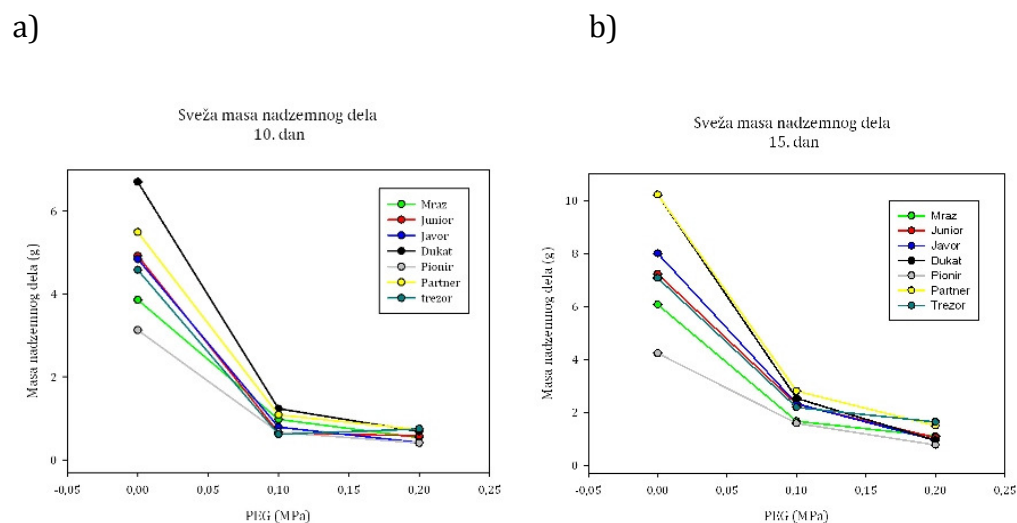 a)
Sveža masa nadzemnog dela
10. dan
Masa nadzemnog dela (g)
6
4
2
0
Mraz
Junior
Javor
Dukat
Pionir
Partner
trezor
-0,05 0,00 0,05 0,10 0,15 0,20 0,25
PEG (MPa)
b)
Sveža masa nadzemnog dela
15. dan
Masa nadzemnog dela (g)
10
8
6
4
2
0
Mraz
Junior
Javor
Dukat
Pionir
Partner
Trezor
-0,05 0,00 0,05 0,10 0,15 0,20 0,25
PEG (MPa)